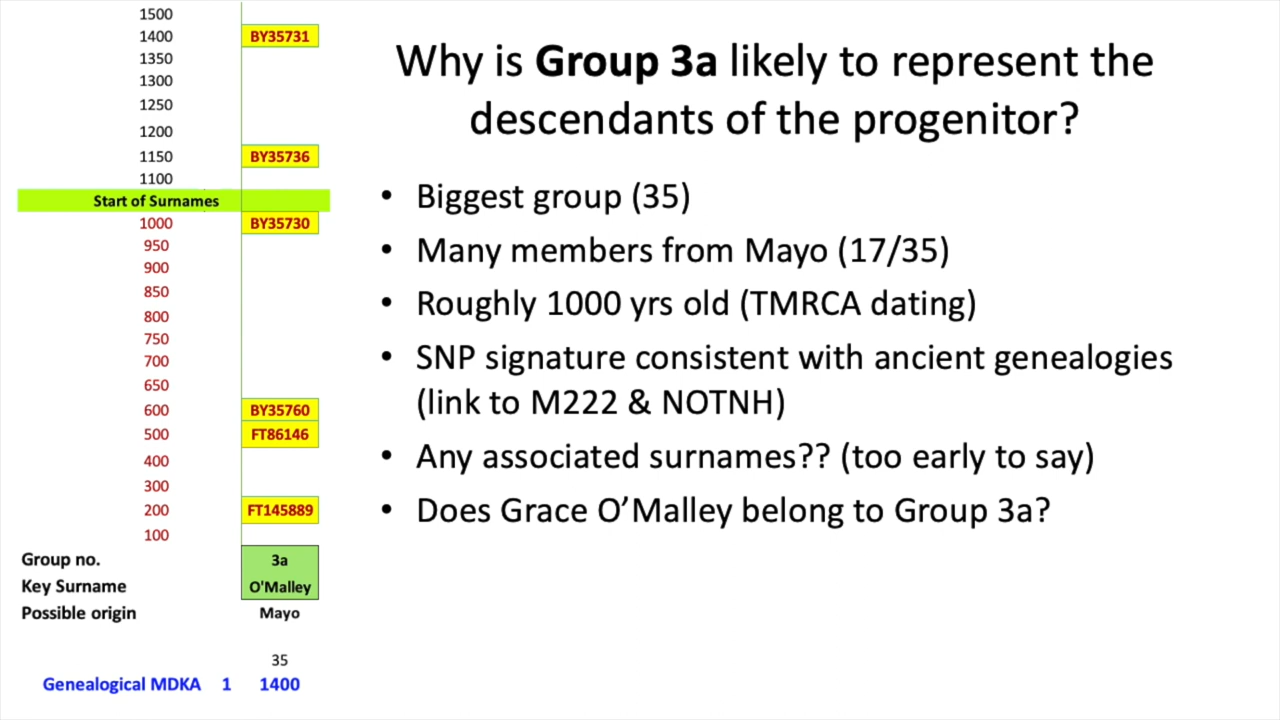 1500
1400 BY35731
1350
1300
1250
1200
1150 BY35736
1100
Start of Surnames
1000 BY35730
950
900
850
800
750
700
650
600 BY35760
500 FT86146
400
300
200 FT145889
100
Group no. 3a
Key Surname O'Malley
Possible origin Mayo
35
Genealogical MDKA 1 1400
Why is Group 3a likely to represent the
descendants of the progenitor?
• Biggest group (35)
• Many members from Mayo (17/35)
• Roughly 1000 yrs old (TMRCA dating)
• SNP signature consistent with ancient genealogies
(link to M222 & NOTNH)
• Any associated surnames?? (too early to say)
• Does Grace O’Malley belong to Group 3a?